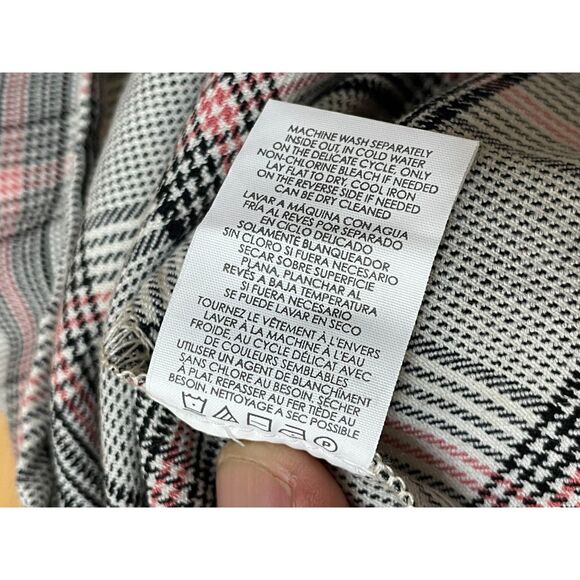 MACHINE WASH SEPARATELY
INSIDE OUT, IN COLD WATER
ON THE DELICATE CYCLE, ONLY
NON-CHLORINE BLEACH IF NEEDED
LAY FLAT TO DRY, COOL IRON
ON THE REVERSE SIDE IF NEEDED
CAN BE DRY CLEANED
LAVAR A MÁQUINA CON AGUA
FRÍA AL REVÉS POR SEPARADO
EN CICLO DELICADO
SOLAMENTE BLANQUEADOR
SIN CLORO SI FUERA NECESARIO
SECAR SOBRE SUPERFICIE
PLANA, PLANCHAR AL
REVÉS A BAJA TEMPERATURA
SI FUERA NECESARIO
SE PUEDE LAVAR EN SECO
TOURNEZ LE VÊTEMENT À L'ENVERS
LAVER À LA MACHINE À L'EAU
FROIDE, AU CYCLE DÉLICAT AVEC
DE COULEURS SEMBLABLES
UTILISER UN AGENT DE BLANCHIMENT
SANS CHLORE AU BESOIN, SÉCHER
À PLAT, REPASSER AU FER TIÈDE AU
BESOIN. NETTOYAGE A SEC POSSIBLE
P